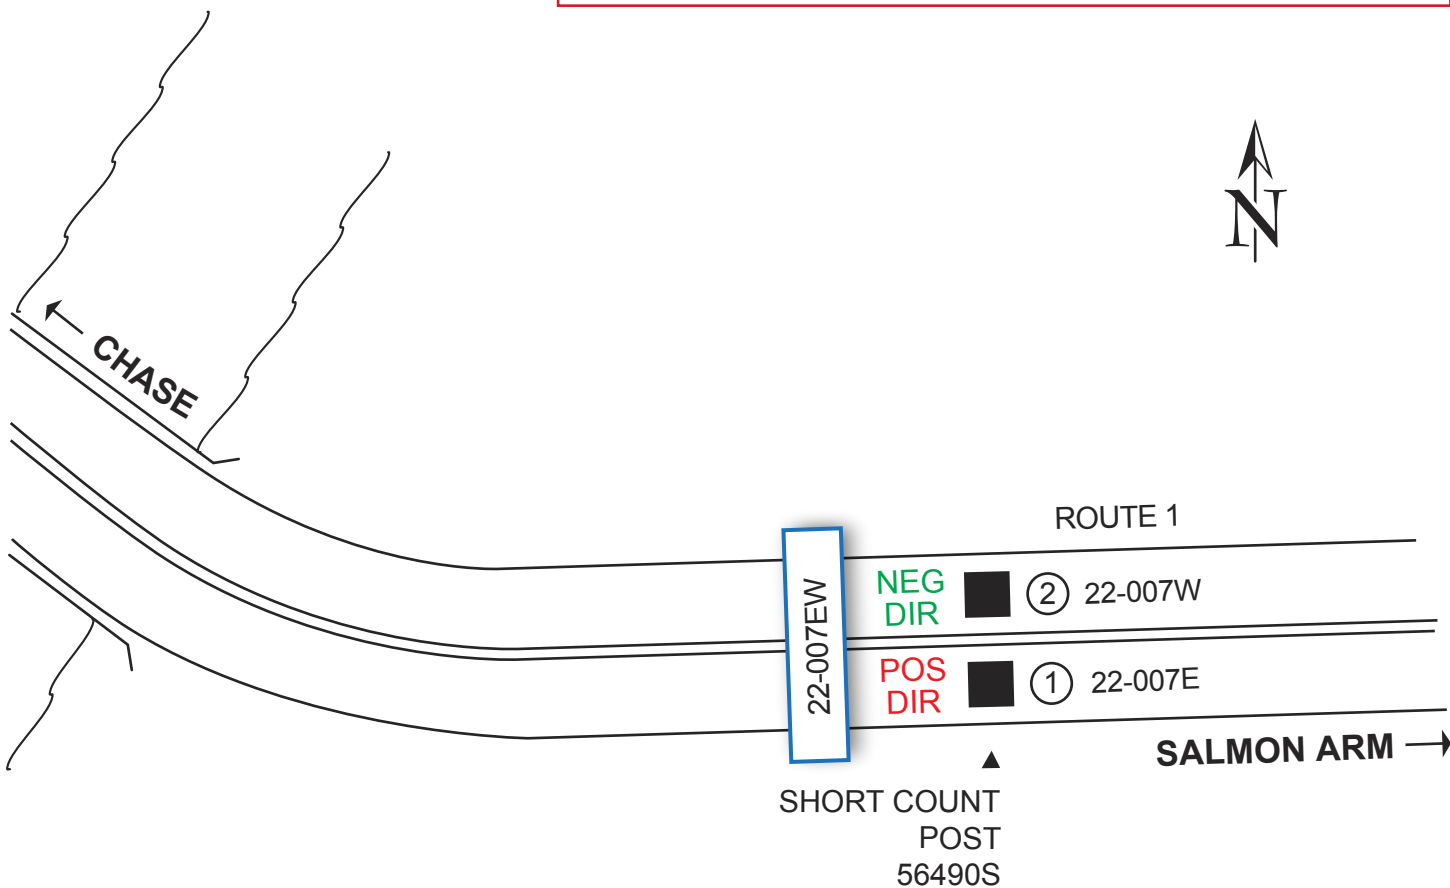 N
CHASE
ROUTE 1
22-007EW
NEG
DIR
2 22-007W
POS
DIR
1 22-007E
SALMON ARM
SHORT COUNT
POST
56490S